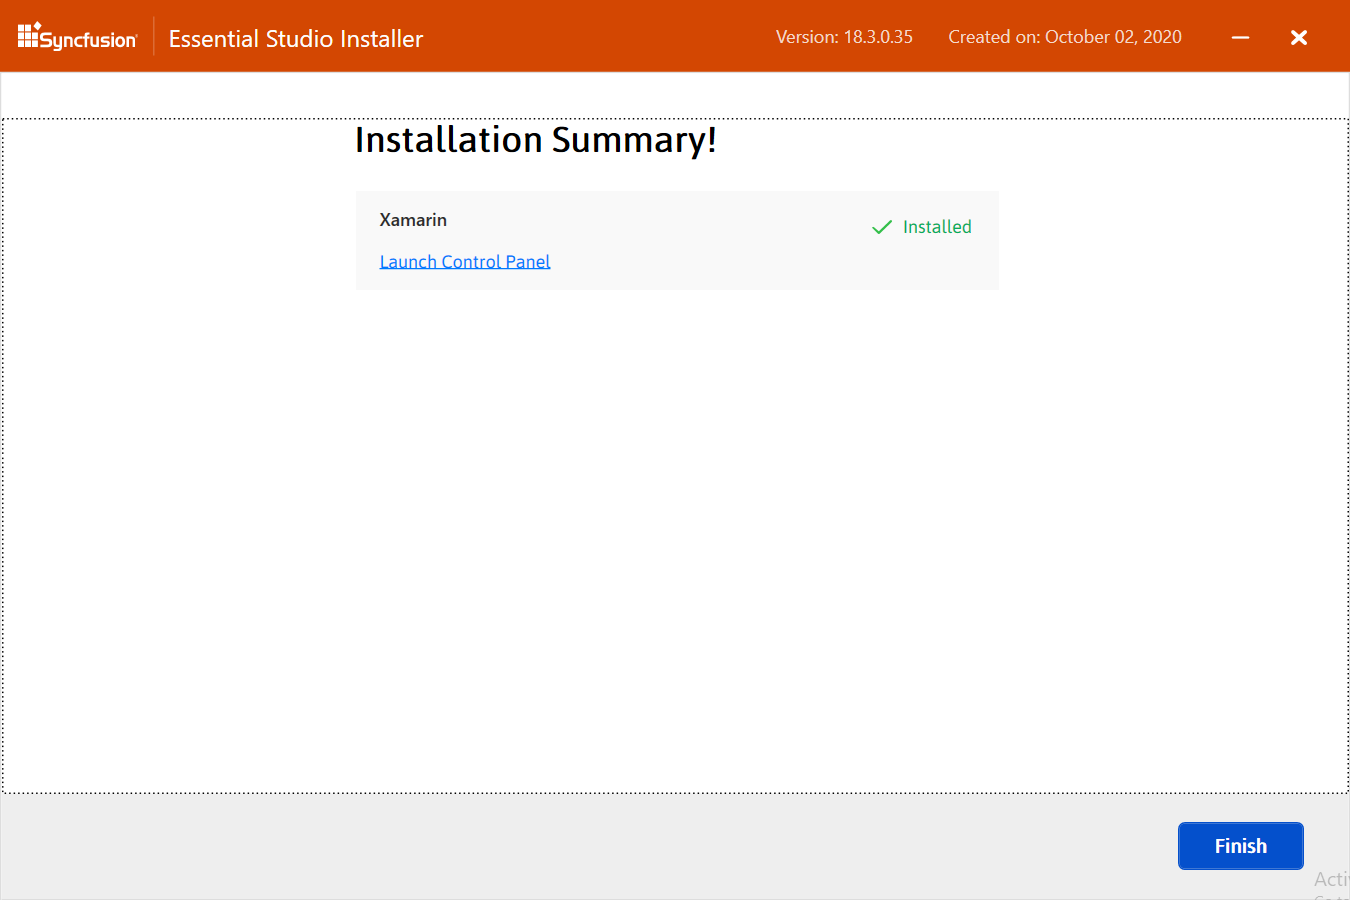 Syncfusion
Essential Studio Installer
Version: 18.3.0.35
Created on: October 02, 2020
Installation Summary!
Xamarin
Installed
Launch Control Panel
Finish